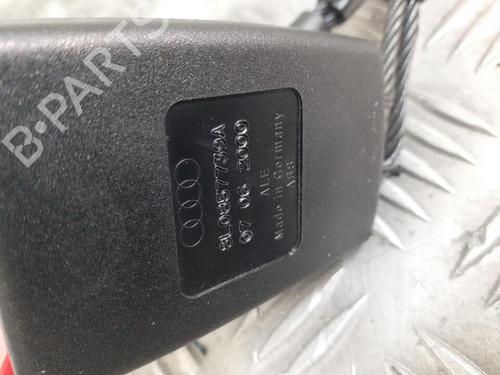 B-PARTS
8L0857739A
07 06 2000
ALE
Made in Germany
ABS